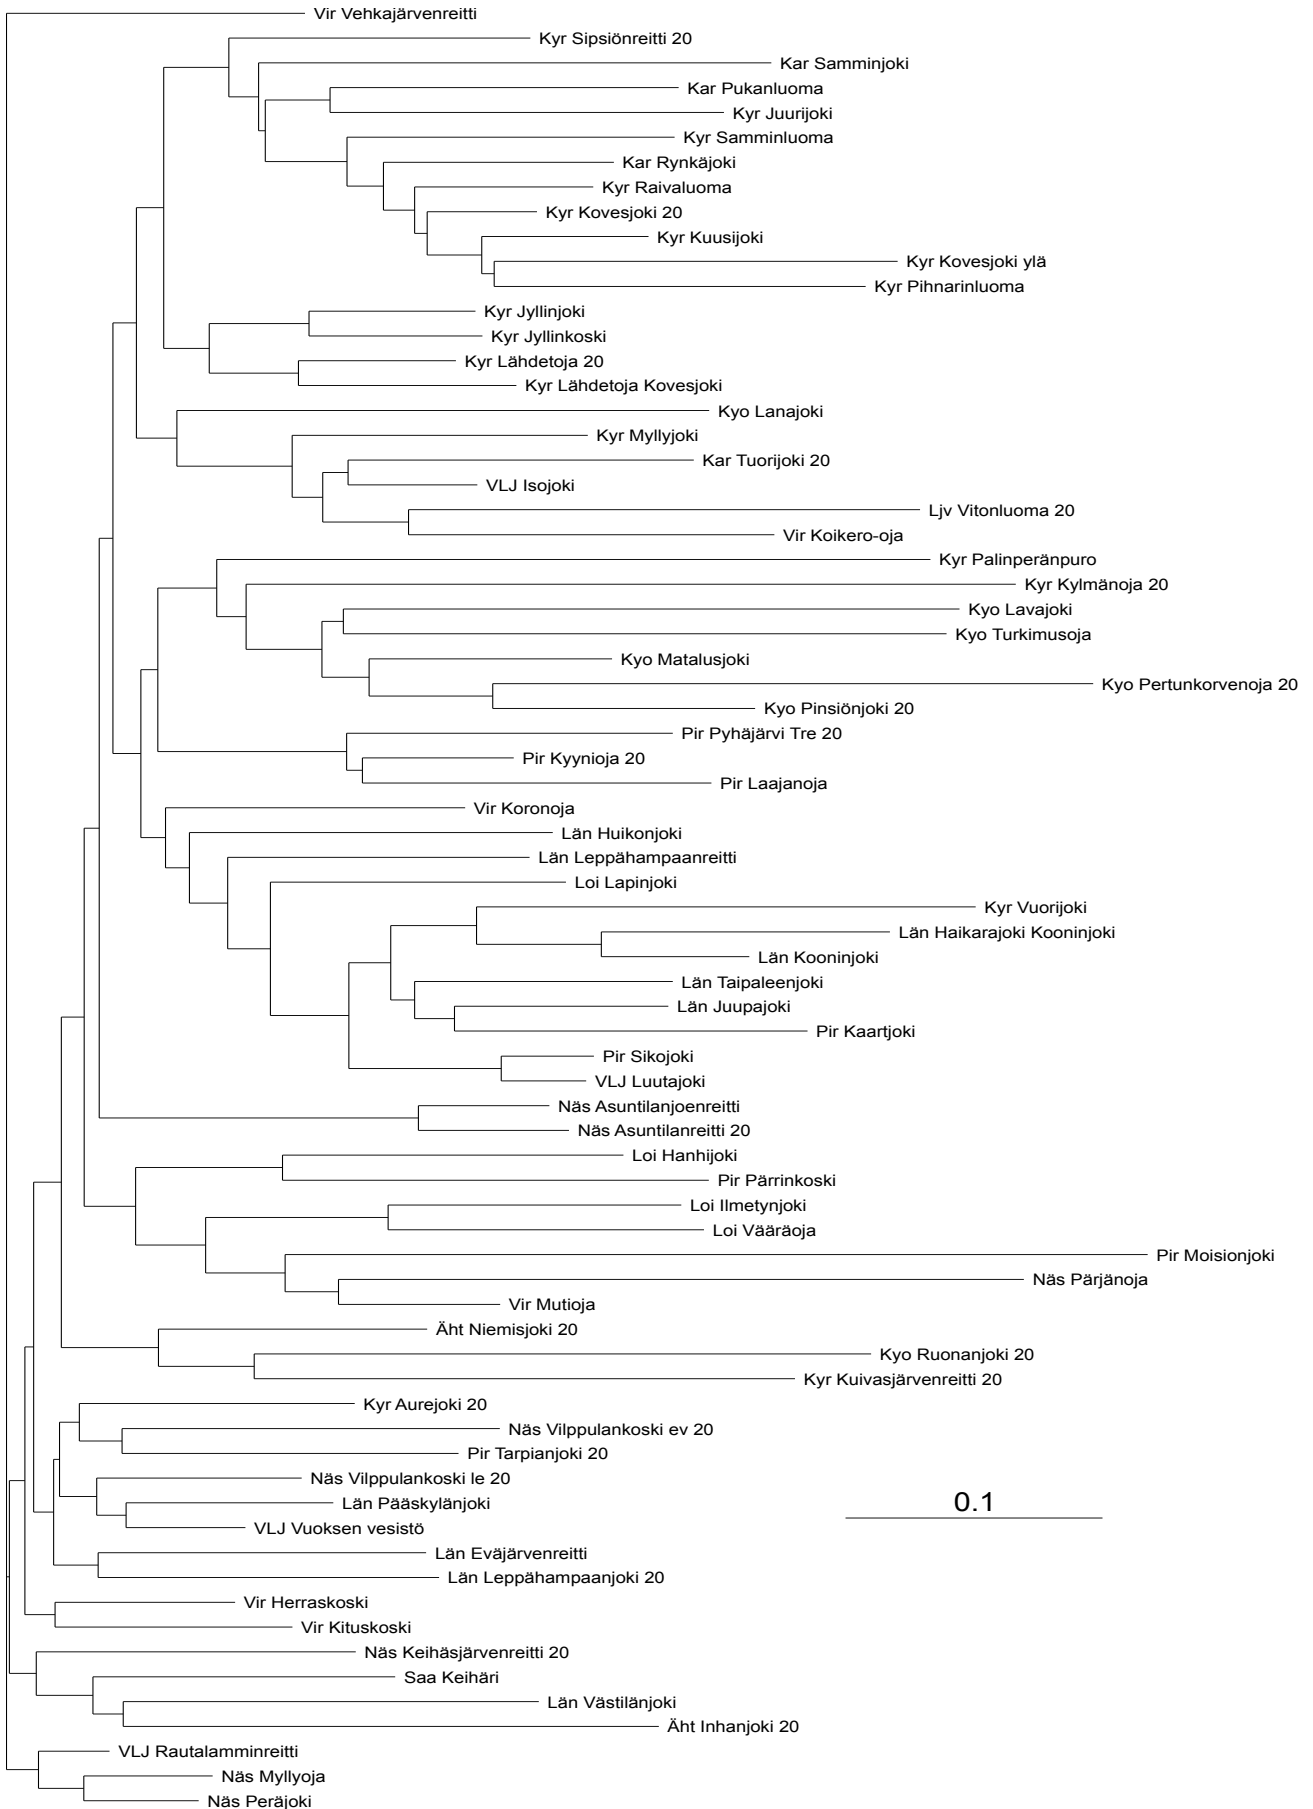 Vir Vehkajärvenreitti
Kyr Sipsiönreitti 20
Kar Samminjoki
Kar Pukanluoma
Kyr Juurijoki
Kyr Samminluoma
Kar Rynkäjoki
Kyr Raivaluoma
Kyr Kovesjoki 20
Kyr Kuusijoki
Kyr Kovesjoki ylä
Kyr Pihnarinluoma
Kyr Jyllinjoki
Kyr Jyllinkoski
Kyr Lähdetoja 20
Kyr Lähdetoja Kovesjoki
Kyo Lanajoki
Kyr Myllyjoki
Kar Tuorijoki 20
VLJ Isojoki
Ljv Vitonluoma 20
Vir Koikero-oja
Kyr Palinperänpuro
Kyr Kylmänoja 20
Kyo Lavajoki
Kyo Turkimusoja
Kyo Matalusjoki
Kyo Pertunkorvenoja 20
Kyo Pinsiönjoki 20
Pir Pyhäjärvi Tre 20
Pir Kyynioja 20
Pir Laajanoja
Vir Koronoja
Län Huikonjoki
Län Leppähampaanreitti
Loi Lapinjoki
Kyr Vuorijoki
Län Haikarajoki Kooninjoki
Län Kooninjoki
Län Taipaleenjoki
Län Juupajoki
Pir Kaartjoki
Pir Sikojoki
VLJ Luutajoki
Näs Asuntilanjoenreitti
Näs Asuntilanreitti 20
Loi Hanhijoki
Pir Pärrinkoski
Loi Ilmetynjoki
Loi Vääräoja
Pir Moisionjoki
Näs Pärjänoja
Vir Mutioja
Äht Niemisjoki 20
Kyo Ruonanjoki 20
Kyr Kuivasjärvenreitti 20
Kyr Aurejoki 20
Näs Vilppulankoski ev 20
Pir Tarpianjoki 20
Näs Vilppulankoski le 20
Län Pääskylänjoki
0.1
VLJ Vuoksen vesistö
Län Eväjärvenreitti
Län Leppähampaanjoki 20
Vir Herraskoski
Vir Kituskoski
Näs Keihäsjärvenreitti 20
Saa Keihäri
Län Västilänjoki
Äht Inhanjoki 20
VLJ Rautalamminreitti
Näs Myllyoja
Näs Peräjoki